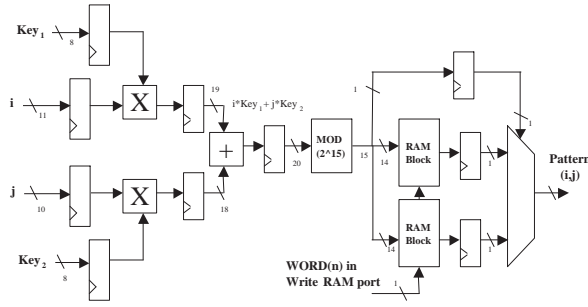 Key1
8
i
11
X
19
i*Key1 + j*Key2
+
20
MOD
(2^15)
15
1
14
RAM
Block
1
1
Pattern
(i,j)
j
10
X
18
Key2
8
14
RAM
Block
1
WORD(n) in
Write RAM port
1